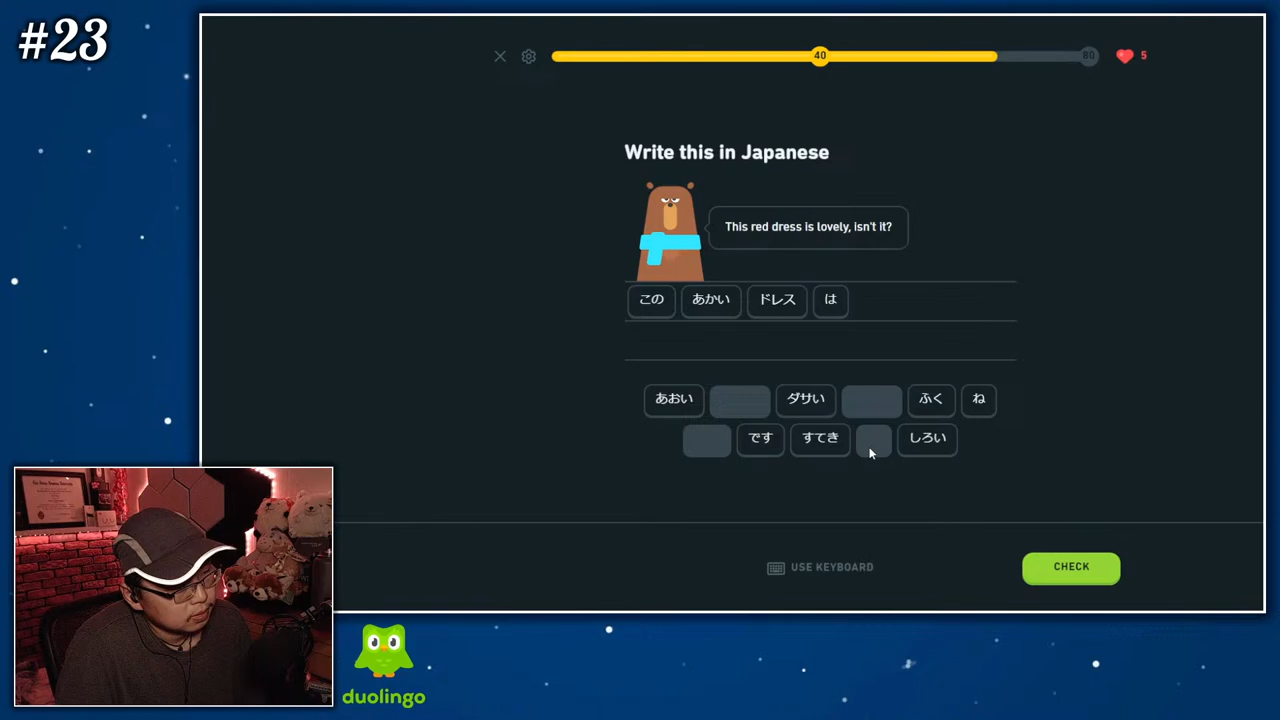 #23
40
80
5
Write this in Japanese
This red dress is lovely, isn't it?
この あかい ドレス は
あおい ダサい ふく ね
です すてき しろい
USE KEYBOARD
CHECK
duolingo